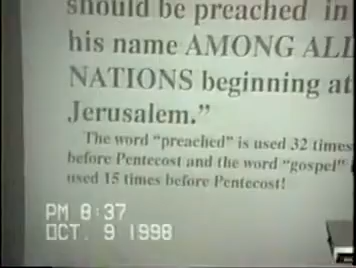 should be preached in
his name AMONG ALL
NATIONS beginning at
Jerusalem.”
The word “preached” is used 32 times
before Pentecost and the word “gospel”
used 15 times before Pentecost!
PM 8:37
OCT. 9 1998